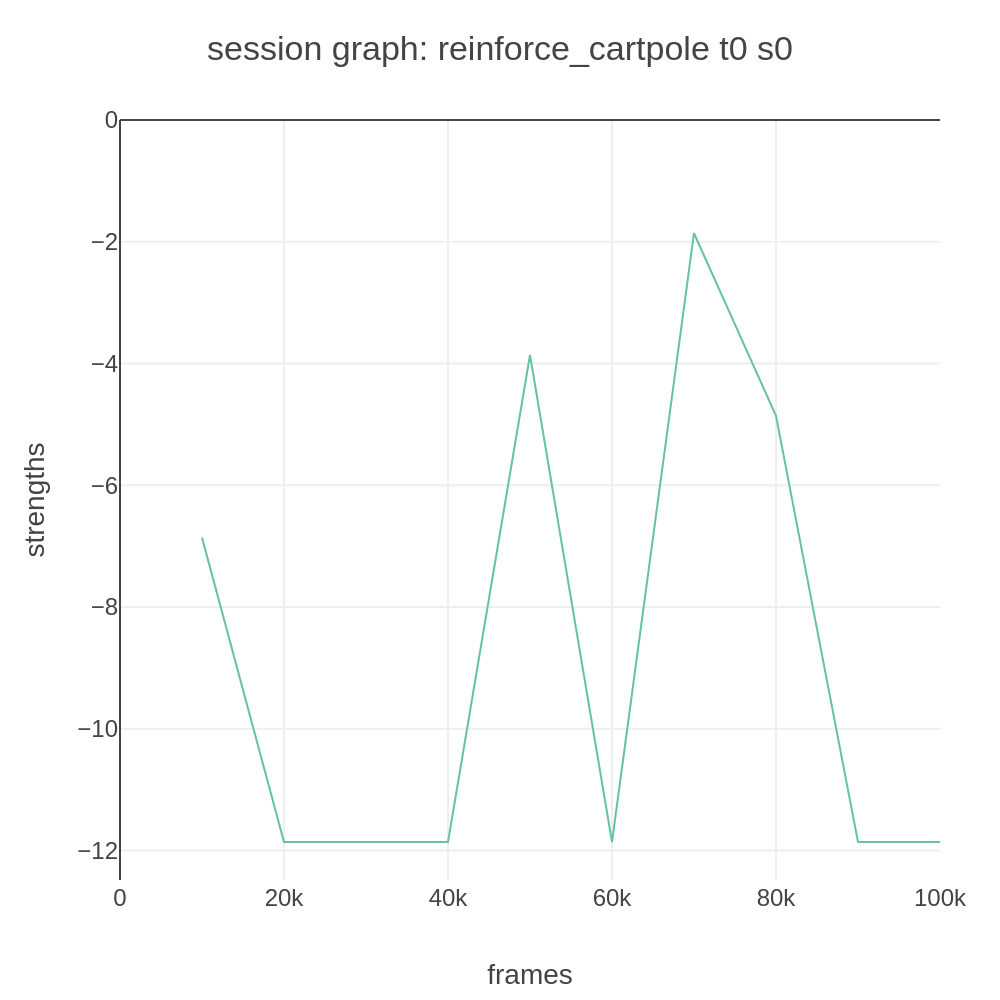 session graph: reinforce_cartpole t0 s0
0
−2
−4
−6
−8
−10
−12
strengths
0 20k 40k 60k 80k 100k
frames